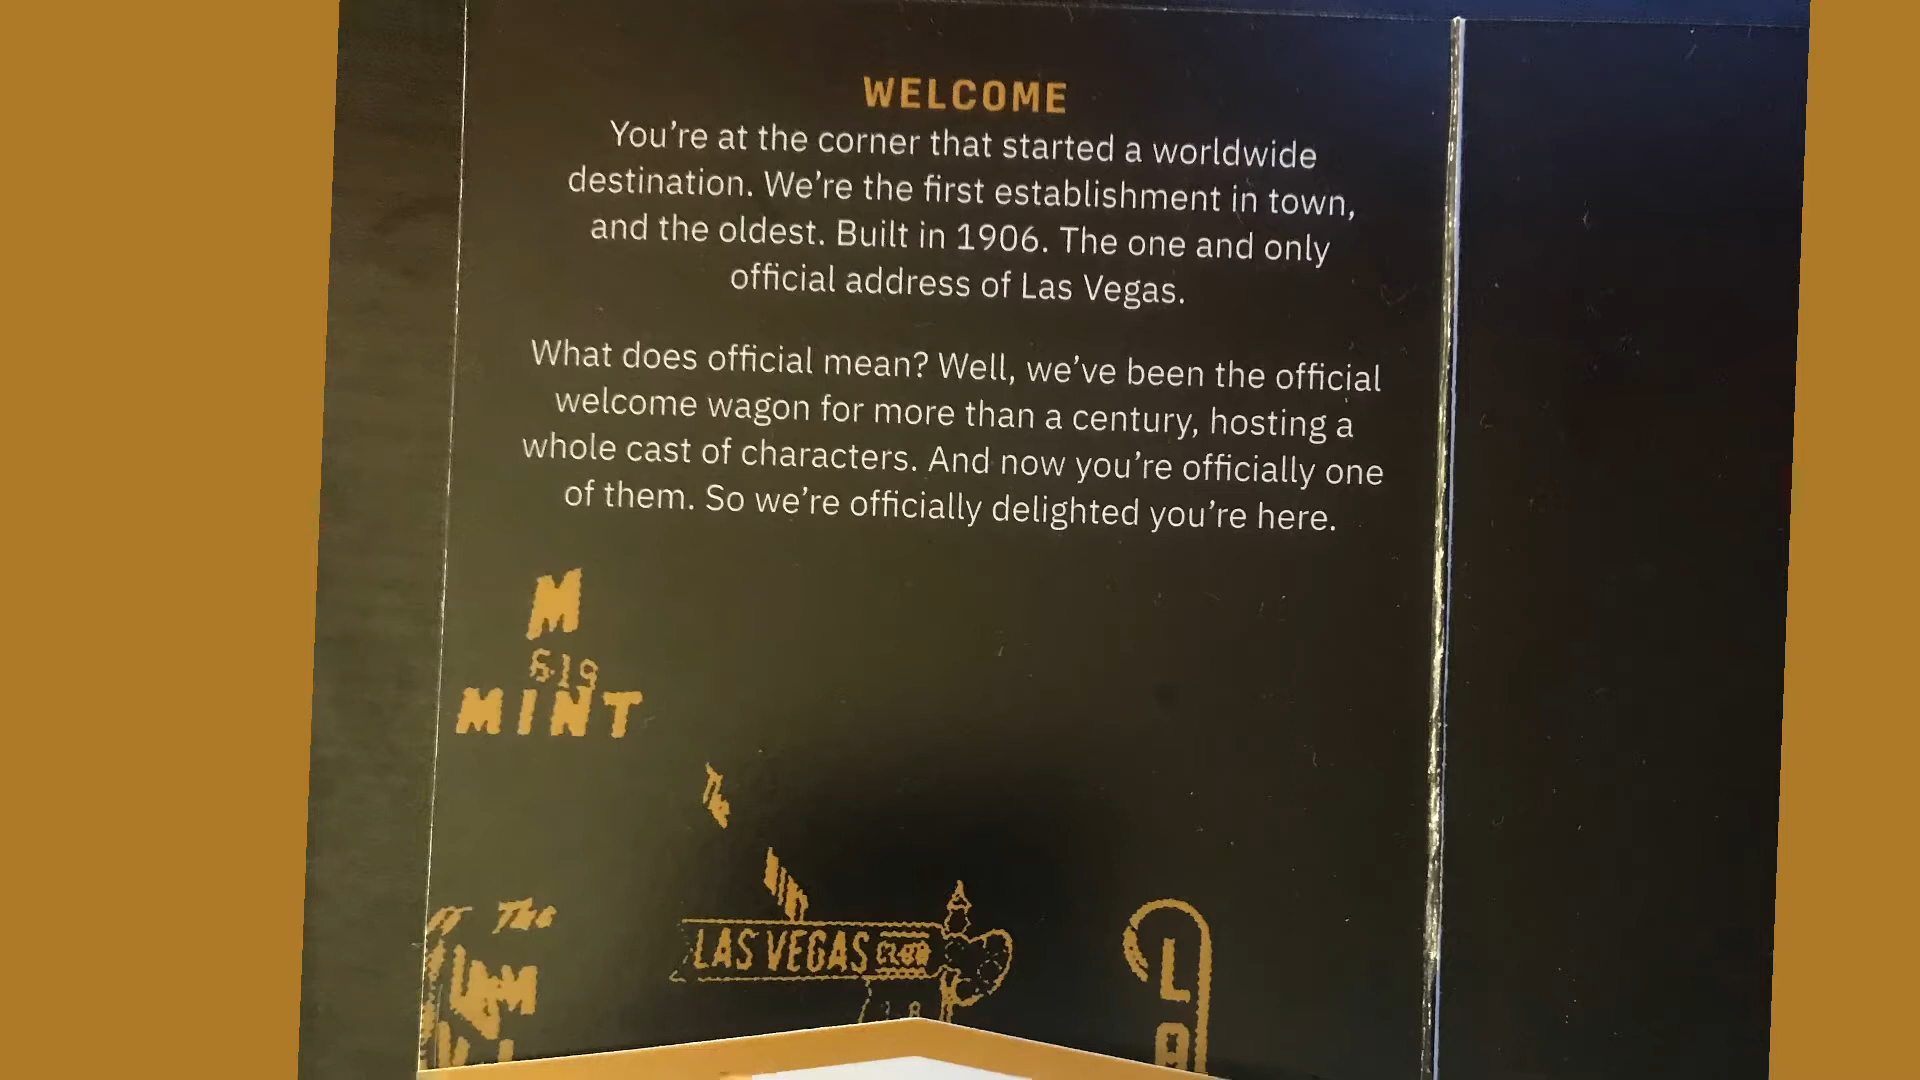 WELCOME
You're at the corner that started a worldwide
destination. We're the first establishment in town,
and the oldest. Built in 1906. The one and only
official address of Las Vegas.
What does official mean? Well, we've been the official
welcome wagon for more than a century, hosting a
whole cast of characters. And now you're officially one
of them. So we're officially delighted you're here.
M
MINT
The
LAS VEGAS CLUB
L